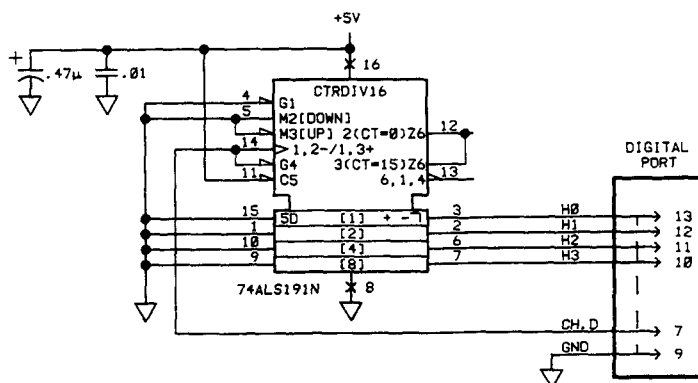 +5V
16
.47µ
.01
CTRDIV16
4 G1
5 M2[DOWN]
M3[UP] 2(CT=0)Z6 12
14 1,2-/1,3+
G4 3(CT=15)Z6
11 C5 6,1,4 13
DIGITAL
PORT
15 5D [1] + - 3 H0 13
1 [2] 2 H1 12
10 [4] 6 H2 11
9 [8] 7 H3 10
74ALS191N 8
CH.D 7
GND 9